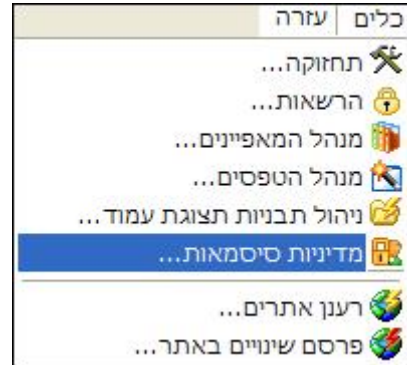 כלים עזרה
תחזוקה...
הרשאות...
מנהל המאפיינים...
מנהל הטפסים...
ניהול תבניות תצוגת עמוד...
מדיניות סיסמאות...
רענן אתרים...
פרסם שינויים באתר...